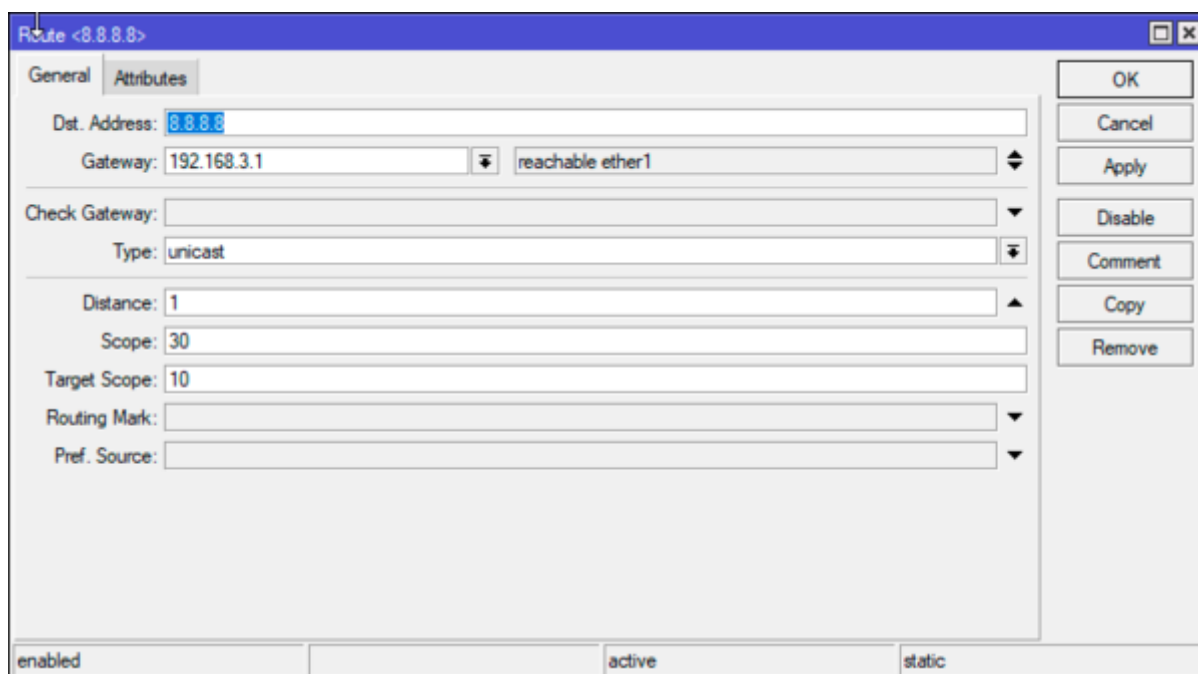 Route <8.8.8.8>
General Attributes
OK
Dst. Address: 8.8.8.8
Cancel
Gateway: 192.168.3.1 reachable ether1
Apply
Check Gateway:
Disable
Type: unicast
Comment
Distance: 1
Copy
Scope: 30
Remove
Target Scope: 10
Routing Mark:
Pref. Source:
enabled active static